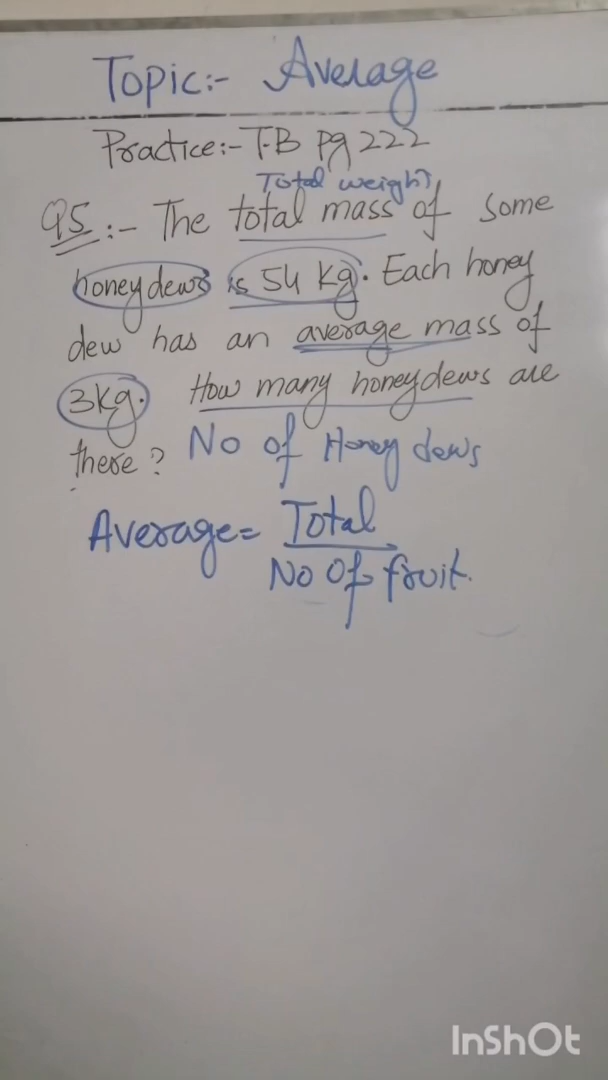 Topic:- Average
Practice:- T.B pg 222
Total weight
Q5:- The total mass of some
honeydews is 54 kg. Each honey
dew has an average mass of
3kg. How many honeydews are
there? No of Honey dews
Average = Total
No Of fruit.
InShOt